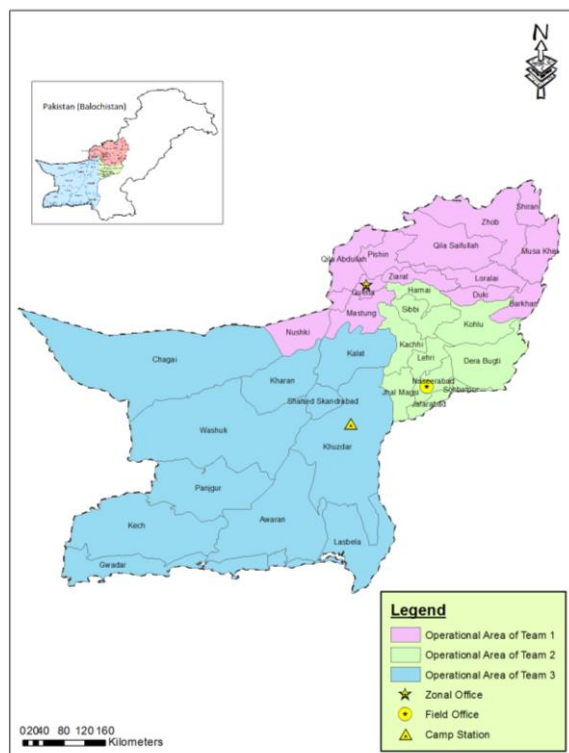 N
Pakistan (Balochistan)
Shirani
Zhob
Qila Saifullah
Musa Khel
Pishin
Qila Abdullah
Ziarat
Loralai
Quetta
Harnai
Duki
Barkhan
Mastung
Sibbi
Kohlu
Nushki
Kachhi
Chagai
Kalat
Lehri
Dera Bugti
Kharan
Naseerabad
Sohbatpur
Jhal Magsi
Shaheed Skandrabad
Jafarabad
Washuk
Khuzdar
Panjgur
Awaran
Kech
Lasbela
Gwadar
Legend
Operational Area of Team 1
Operational Area of Team 2
Operational Area of Team 3
Zonal Office
Field Office
Camp Station
0 20 40 80 120 160
Kilometers